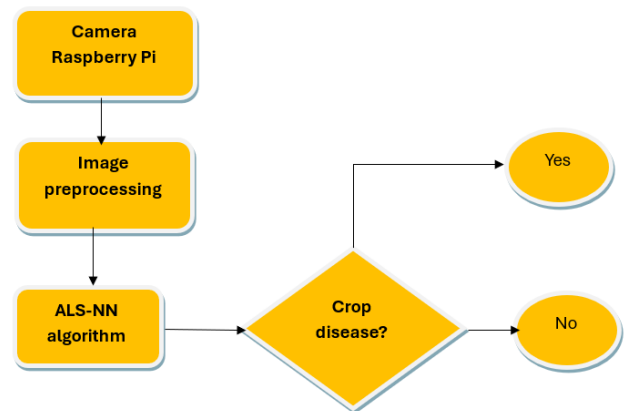 Camera
Raspberry Pi
Image
preprocessing
ALS-NN
algorithm
Crop
disease?
Yes
No